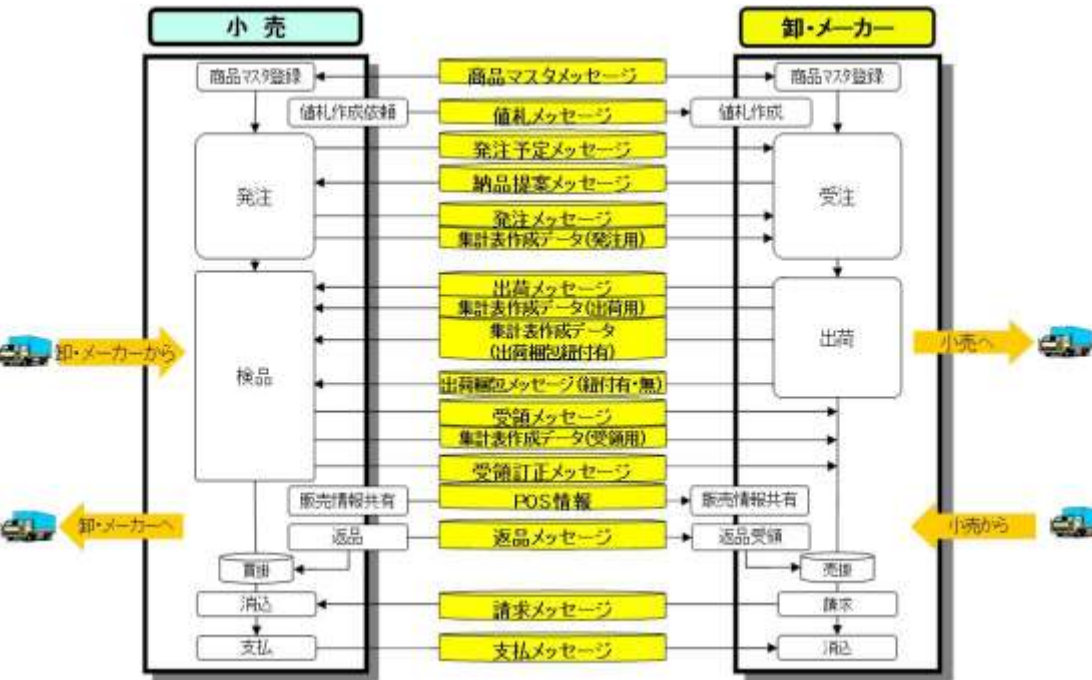 小 売
卸・メーカー
商品マスタ登録
商品マスタメッセージ
商品マスタ登録
値札作成依頼
値札メッセージ
値札作成
発注予定メッセージ
納品提案メッセージ
発注
受注
発注メッセージ
集計表作成データ(発注用)
出荷メッセージ
集計表作成データ(出荷用)
集計表作成データ
(出荷梱包紐付有)
出荷
小売へ
卸・メーカーから
検品
出荷梱包メッセージ(紐付有・無)
受領メッセージ
集計表作成データ(受領用)
受領訂正メッセージ
販売情報共有
POS情報
販売情報共有
卸・メーカーへ
小売から
返品
返品メッセージ
返品受領
買掛
売掛
消込
請求メッセージ
請求
支払
支払メッセージ
消込